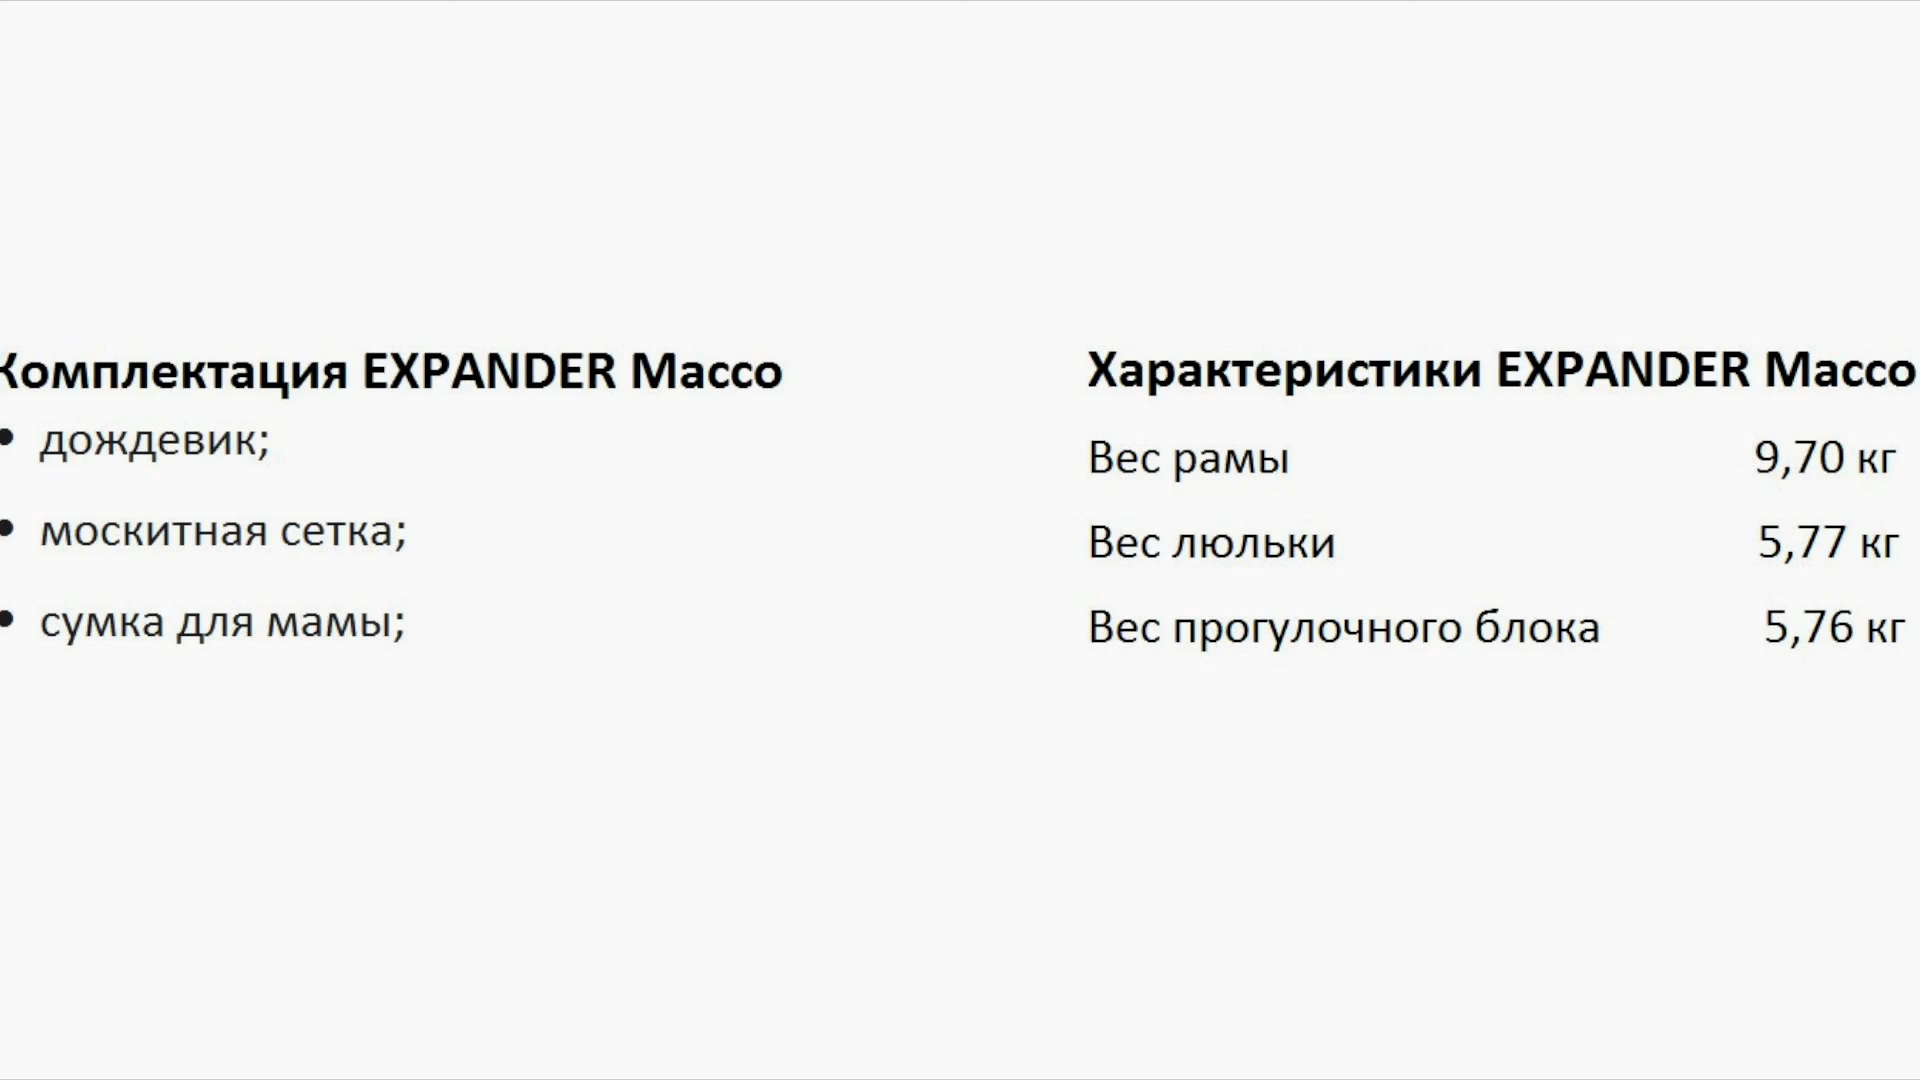 Комплектация EXPANDER Macco
• дождевик;
• москитная сетка;
• сумка для мамы;
Характеристики EXPANDER Macco
Вес рамы 9,70 кг
Вес люльки 5,77 кг
Вес прогулочного блока 5,76 кг